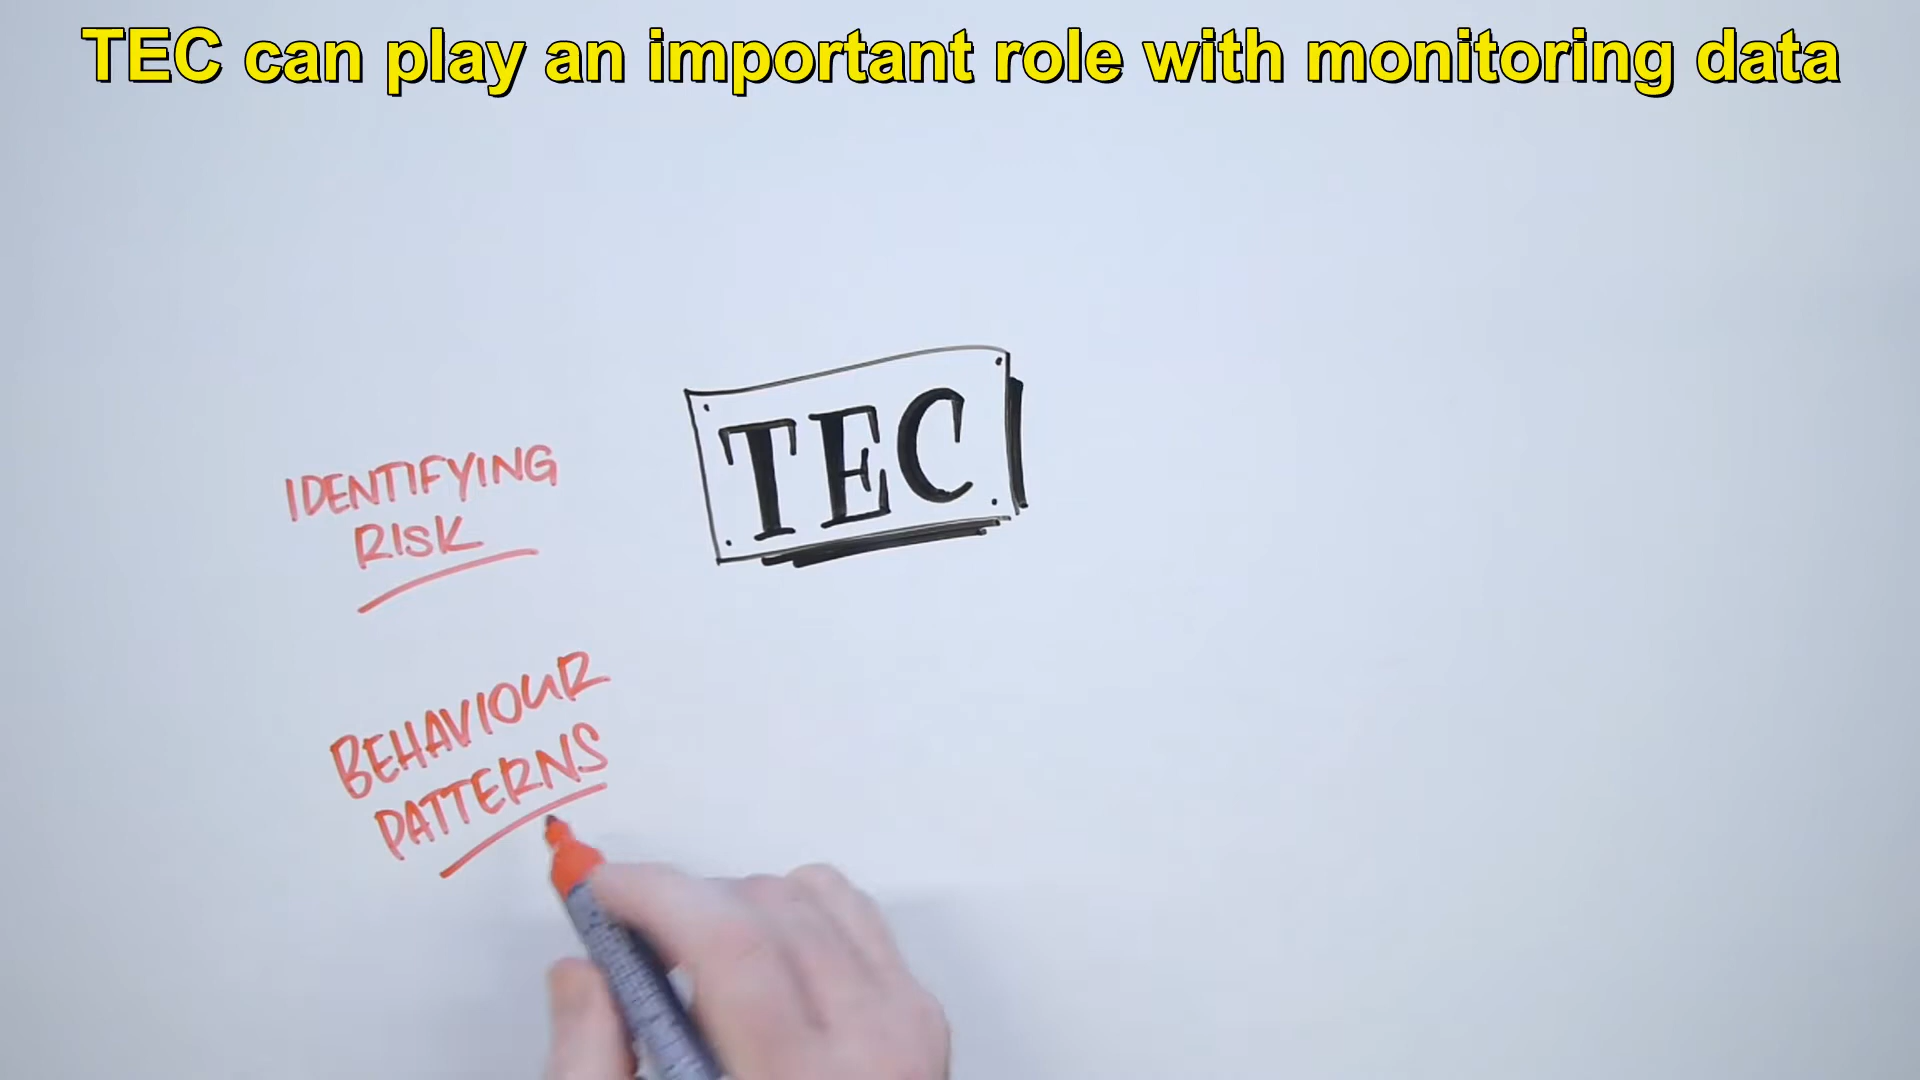 TEC can play an important role with monitoring data
TEC
IDENTIFYING
RISK
BEHAVIOUR
PATTERNS